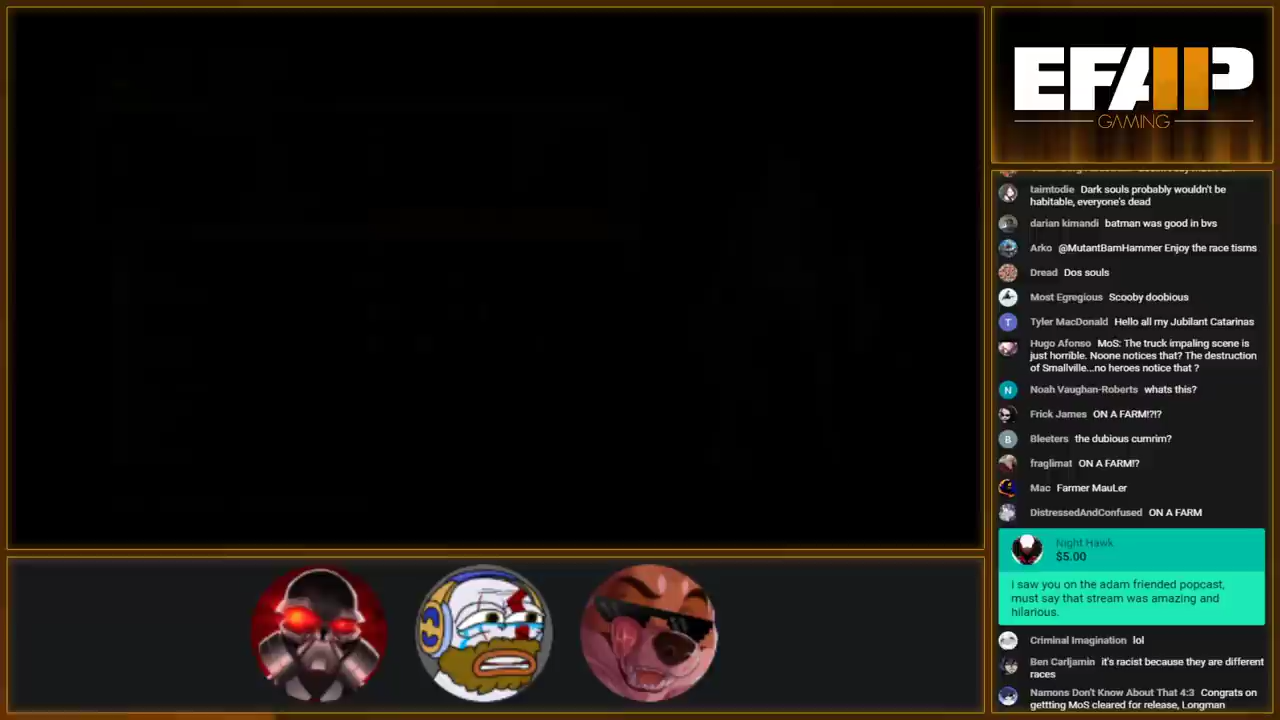 EFAP
GAMING
taimtodie Dark souls probably wouldn't be
habitable, everyone's dead
darian kimandi batman was good in bvs
Arko @MutantBamHammer Enjoy the race tisms
Dread Dos souls
Most Egregious Scooby doobious
T Tyler MacDonald Hello all my Jubilant Catarinas
Hugo Afonso MoS: The truck impaling scene is
just horrible. Noone notices that? The destruction
of Smallville...no heroes notice that ?
N Noah Vaughan-Roberts whats this?
Frick James ON A FARM!?!?
B Bleeters the dubious cumrim?
fraglimat ON A FARM!?
Mac Farmer MauLer
DistressedAndConfused ON A FARM
Night Hawk
$5.00
I saw you on the adam friended popcast,
must say that stream was amazing and
hilarious.
Criminal Imagination lol
Ben Carljamin it's racist because they are different
races
Namons Don't Know About That 4:3 Congrats on
gettting MoS cleared for release, Longman